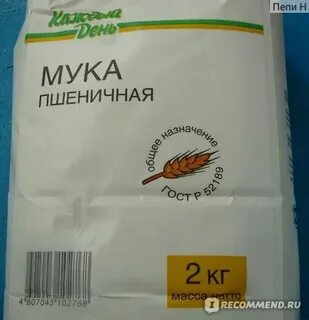 Пепи Н
Каждый
День
МУКА
ПШЕНИЧНАЯ
общее назначение
ГОСТ Р 52189
2 КГ
масса нетто
4 607043 102768
IRECOMMEND.RU